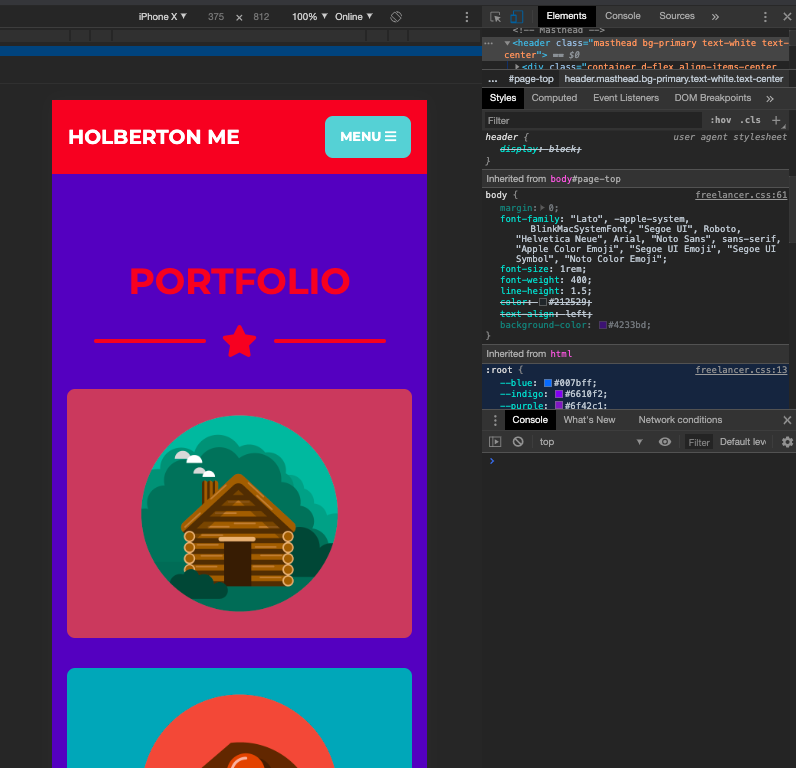 iPhone X ▼ 375 × 812 100% ▼ Online ▼
Elements Console Sources »
<!-- Masthead -->
… ▼<header class="masthead bg-primary text-white text-
center"> == $0
▶<div class="container d-flex align-items-center
... #page-top header.masthead.bg-primary.text-white.text-center
Styles Computed Event Listeners DOM Breakpoints »
Filter :hov .cls +
header { user agent stylesheet
display: block;
}
Inherited from body#page-top
body { freelancer.css:61
margin:▶ 0;
font-family: "Lato", -apple-system,
BlinkMacSystemFont, "Segoe UI", Roboto,
"Helvetica Neue", Arial, "Noto Sans", sans-serif,
"Apple Color Emoji", "Segoe UI Emoji", "Segoe UI
Symbol", "Noto Color Emoji";
font-size: 1rem;
font-weight: 400;
line-height: 1.5;
color: #212529;
text-align: left;
background-color: #4233bd;
}
Inherited from html
:root { freelancer.css:13
--blue: #007bff;
--indigo: #6610f2;
--purple: #6f42c1;
Console What's New Network conditions
top ▼ Filter Default lev
›
HOLBERTON ME
MENU ☰
PORTFOLIO